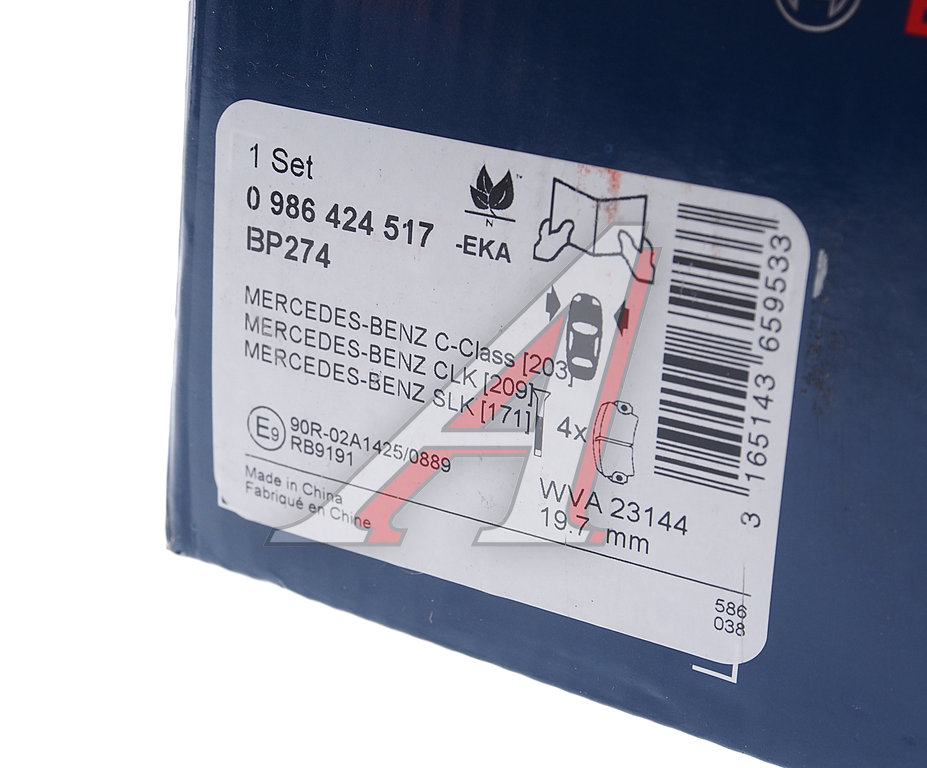 1 Set
0 986 424 517 -EKA
BP274
N
MERCEDES-BENZ C-Class [203]
MERCEDES-BENZ CLK [209]
MERCEDES-BENZ SLK [171]
E9 90R-02A1425/0889
RB9191
4x
Made in China
Fabriqué en Chine
WVA 23144
19.7 mm
3 165143 659533
586
038